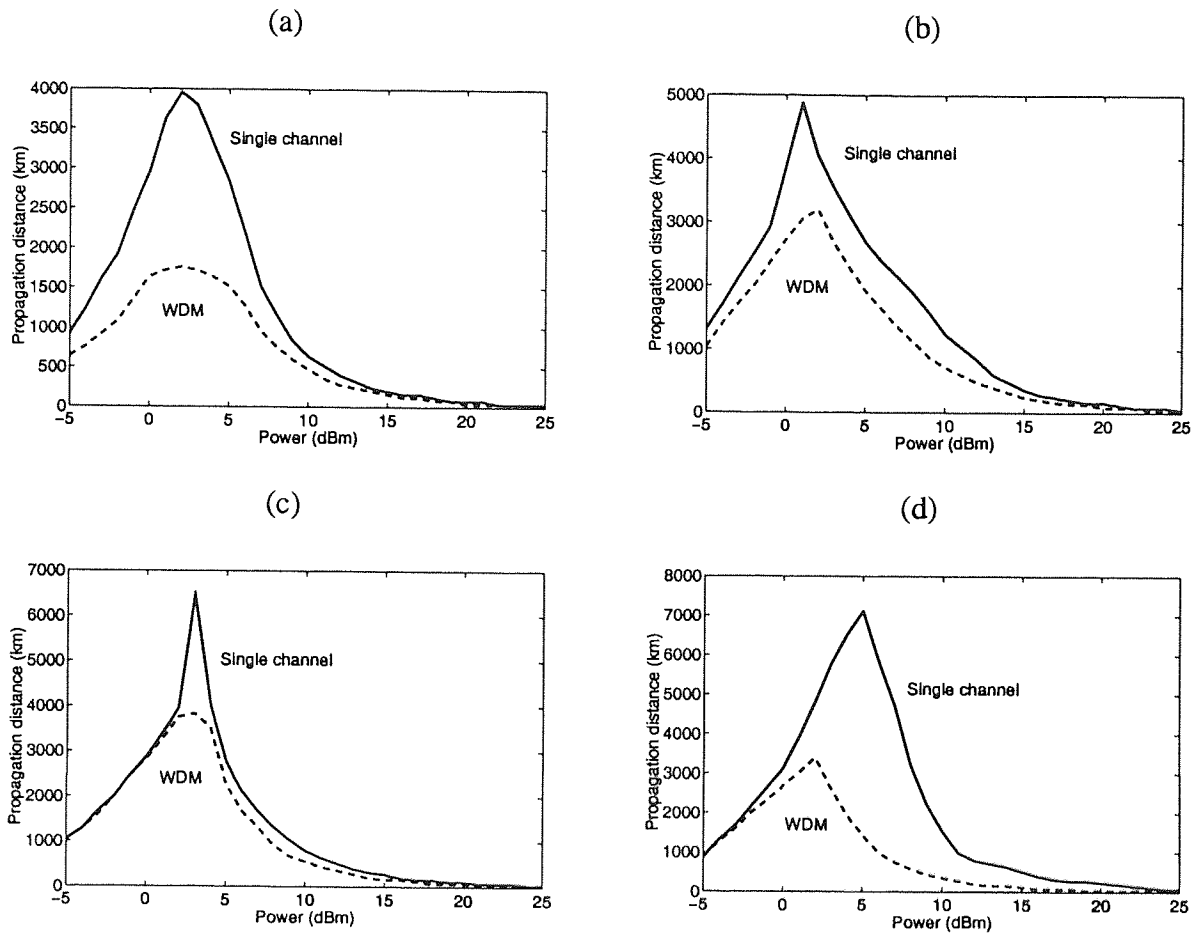 (a)
4000
3500
3000
2500
2000
1500
1000
500
0
Propagation distance (km)
Single channel
WDM
−5 0 5 10 15 20 25
Power (dBm)
(b)
5000
4000
3000
2000
1000
0
Propagation distance (km)
Single channel
WDM
−5 0 5 10 15 20 25
Power (dBm)
(c)
7000
6000
5000
4000
3000
2000
1000
0
Propagation distance (km)
Single channel
WDM
−5 0 5 10 15 20 25
Power (dBm)
(d)
8000
7000
6000
5000
4000
3000
2000
1000
0
Propagation distance (km)
Single channel
WDM
−5 0 5 10 15 20 25
Power (dBm)